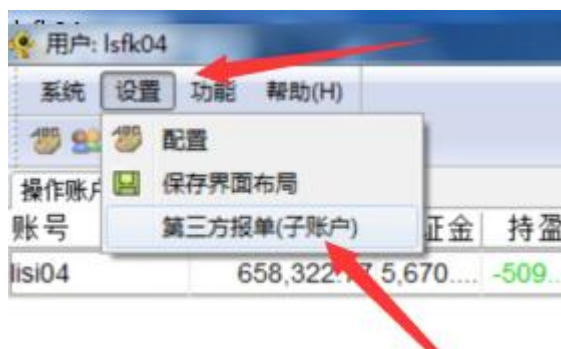 用户: lsfk04
系统 设置 功能 帮助(H)
配置
保存界面布局
操作账户
第三方报单(子账户)
账号 证金 持盈
lisi04 5,670.... -509...